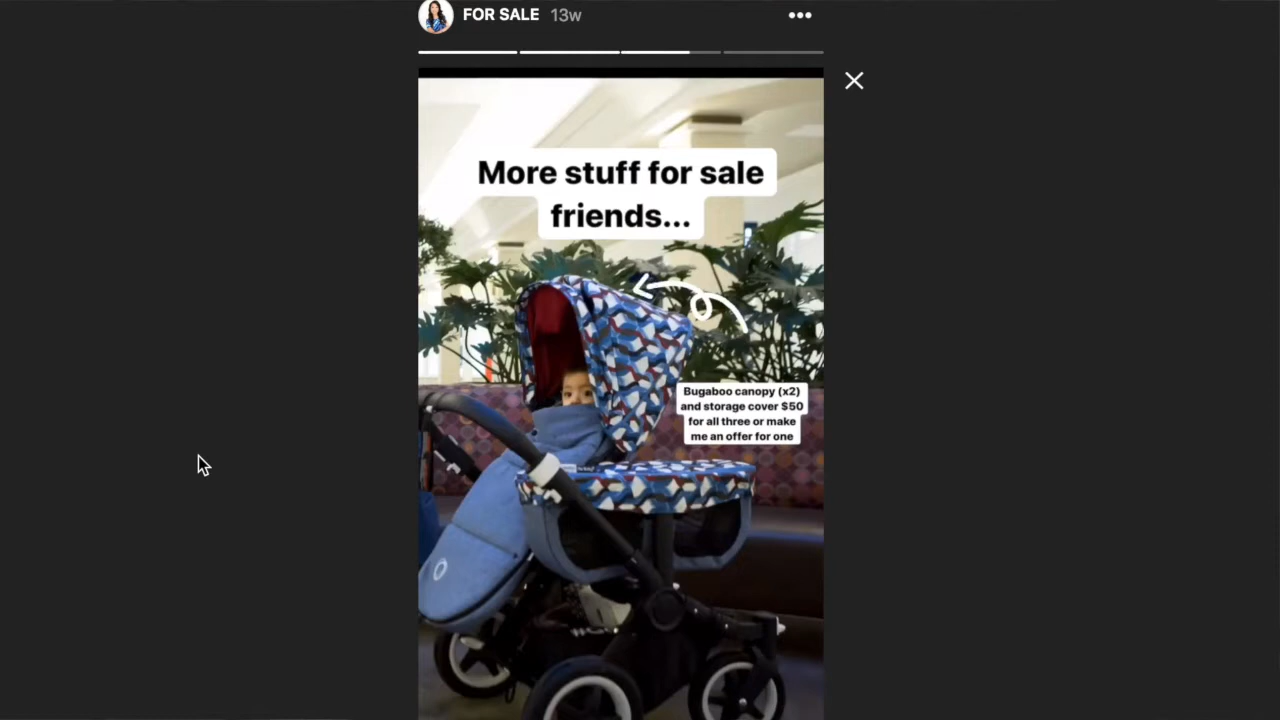 FOR SALE 13w
More stuff for sale
friends...
Bugaboo canopy (x2)
and storage cover $50
for all three or make
me an offer for one